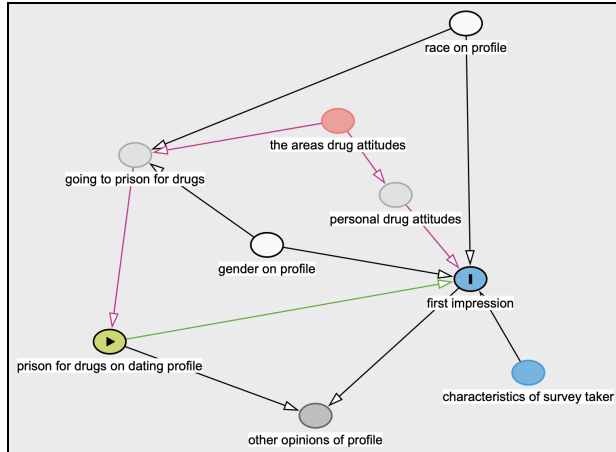 race on profile
the areas drug attitudes
going to prison for drugs
personal drug attitudes
gender on profile
first impression
prison for drugs on dating profile
characteristics of survey taker
other opinions of profile